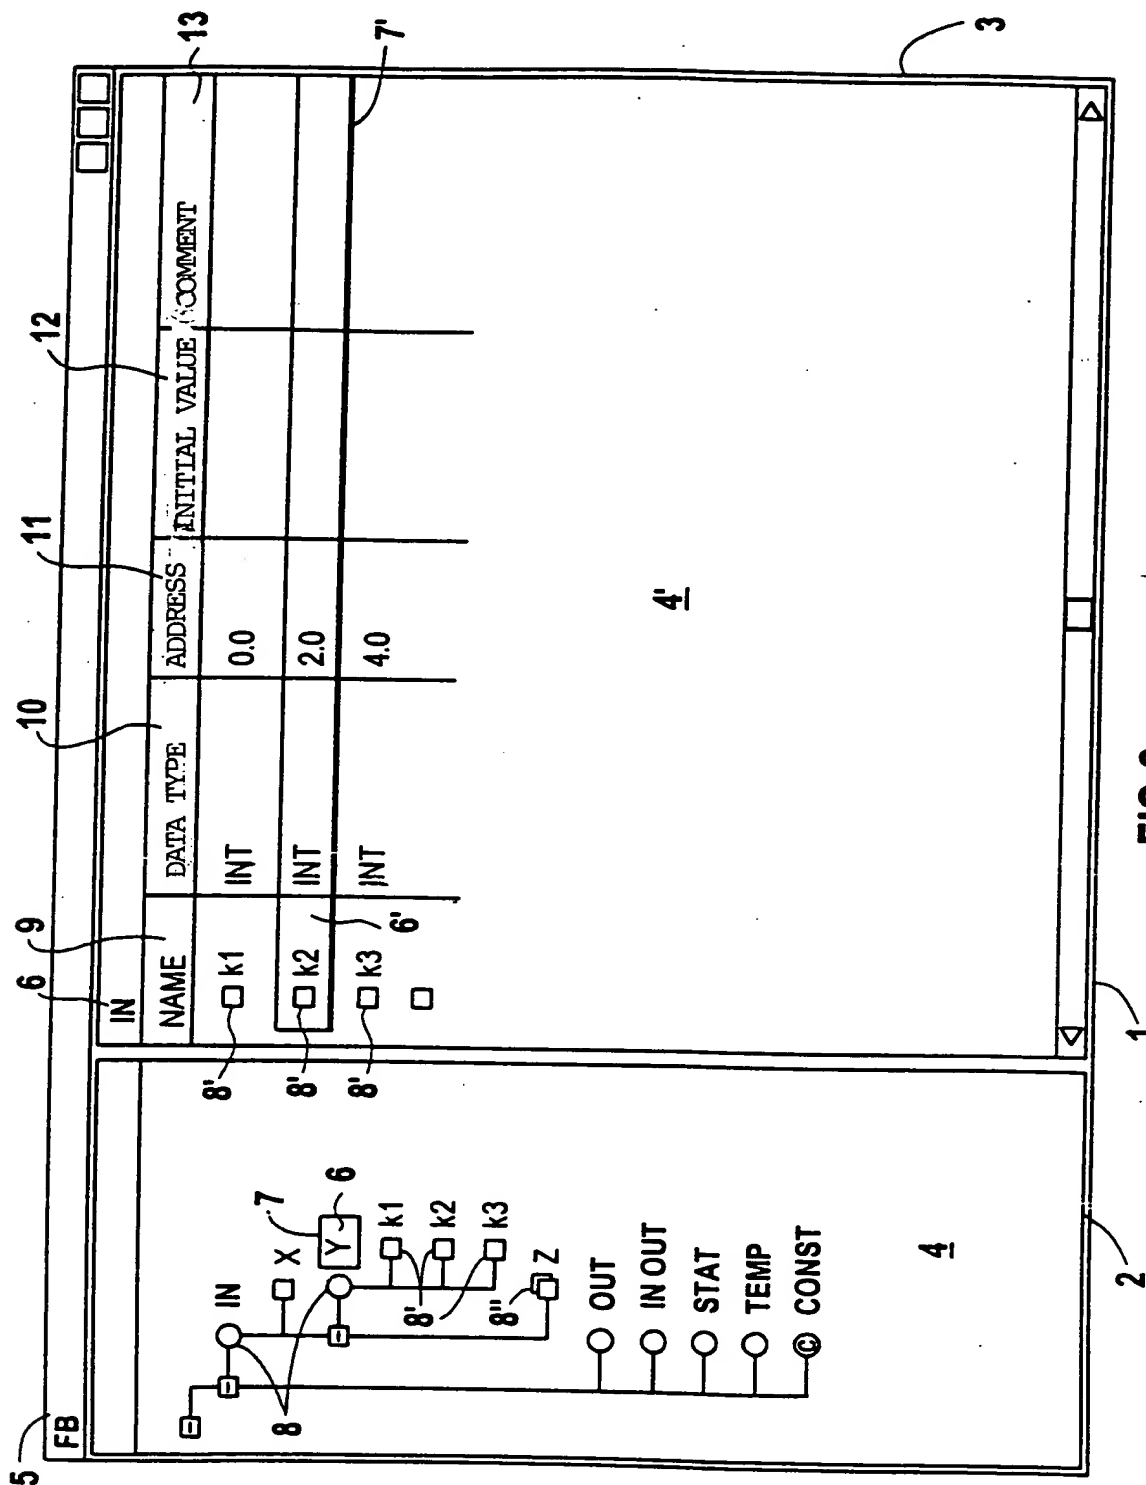 5
FB
6
9
10
11
12
13
IN
NAME
DATA TYPE
ADDRESS
INITIAL VALUE
COMMENT
7'
8'
k1
INT
0.0
8'
k2
INT
2.0
6'
8'
k3
INT
4.0
IN
8
X
7
Y
6
k1
k2
k3
8'
8"
Z
OUT
IN OUT
STAT
TEMP
C CONST
4
4'
2
1
3